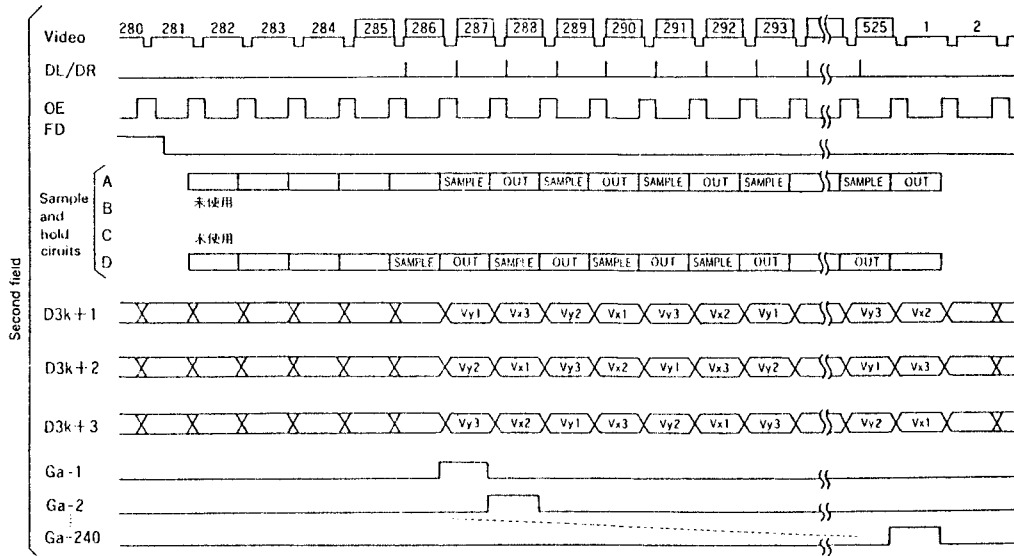 Video 280 281 282 283 284 285 286 287 288 289 290 291 292 293 525 1 2
DL/DR
OE
FD
Second field
Sample and hold ciruits
A SAMPLE OUT SAMPLE OUT SAMPLE OUT SAMPLE SAMPLE OUT
B 未使用
C 未使用
D SAMPLE OUT SAMPLE OUT SAMPLE OUT SAMPLE OUT OUT
D3k+1 Vy1 Vx3 Vy2 Vx1 Vy3 Vx2 Vy1 Vy3 Vx2
D3k+2 Vy2 Vx1 Vy3 Vx2 Vy1 Vx3 Vy2 Vy1 Vx3
D3k+3 Vy3 Vx2 Vy1 Vx3 Vy2 Vx1 Vy3 Vy2 Vx1
Ga-1
Ga-2
Ga-240